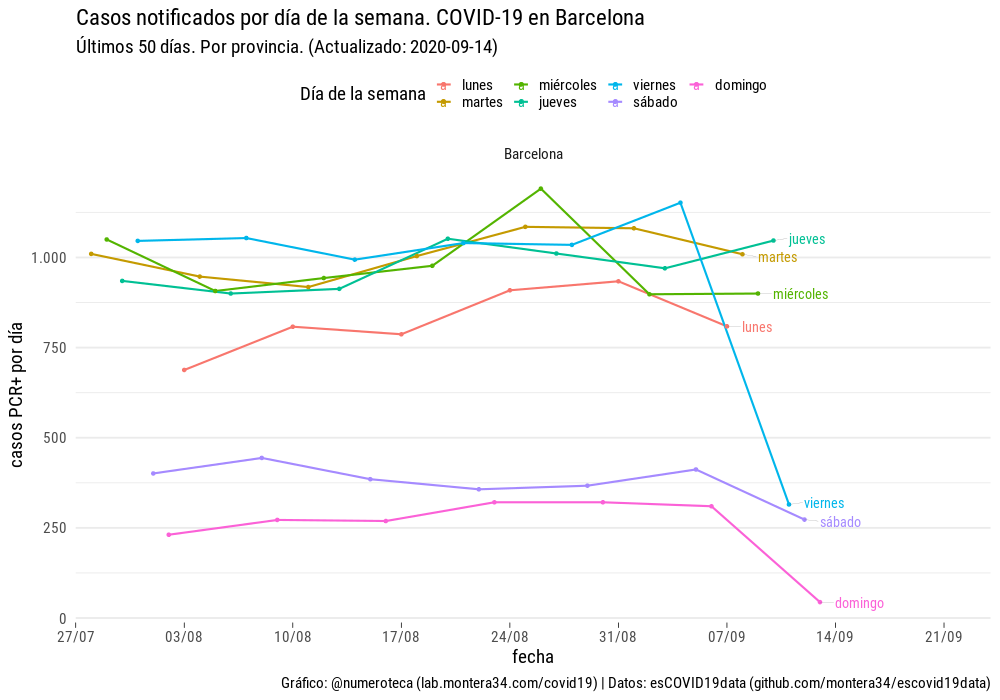 Casos notificados por día de la semana. COVID-19 en Barcelona
Últimos 50 días. Por provincia. (Actualizado: 2020-09-14)
Día de la semana
lunes
martes
miércoles
jueves
viernes
sábado
domingo
Barcelona
casos PCR+ por día
1.000
750
500
250
0
jueves
martes
miércoles
lunes
viernes
sábado
domingo
27/07 03/08 10/08 17/08 24/08 31/08 07/09 14/09 21/09
fecha
Gráfico: @numeroteca (lab.montera34.com/covid19) | Datos: esCOVID19data (github.com/montera34/escovid19data)